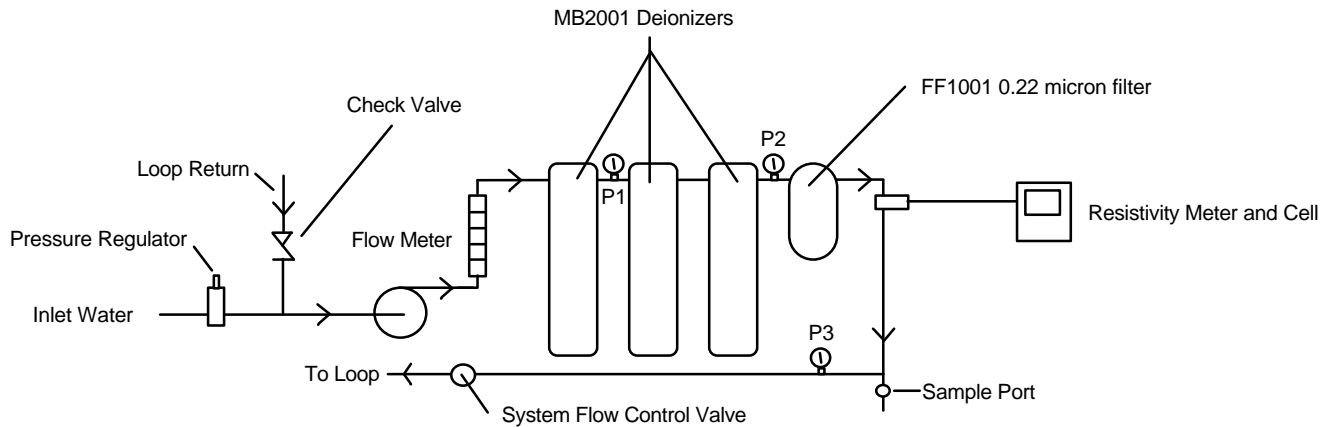 MB2001 Deionizers
FF1001 0.22 micron filter
Check Valve
P2
Loop Return
P1
Resistivity Meter and Cell
Pressure Regulator
Flow Meter
Inlet Water
P3
To Loop
Sample Port
System Flow Control Valve